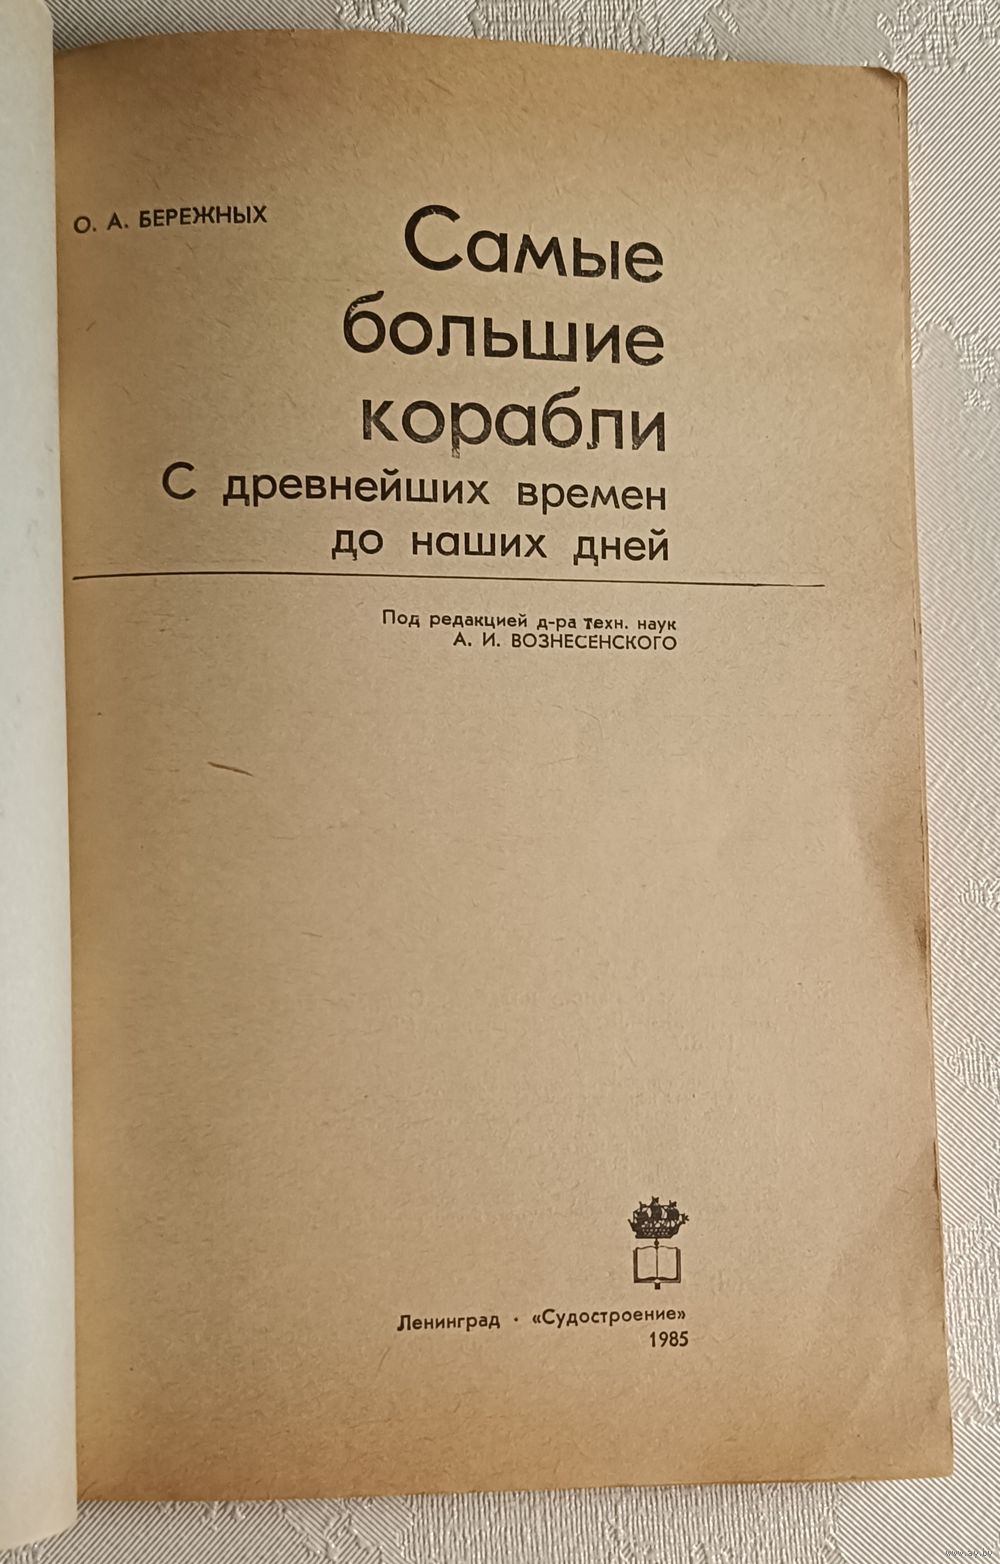 О. А. БЕРЕЖНЫХ
Самые
большие
корабли
С древнейших времен
до наших дней
Под редакцией д-ра техн. наук
А. И. ВОЗНЕСЕНСКОГО
Ленинград · «Судостроение»
1985